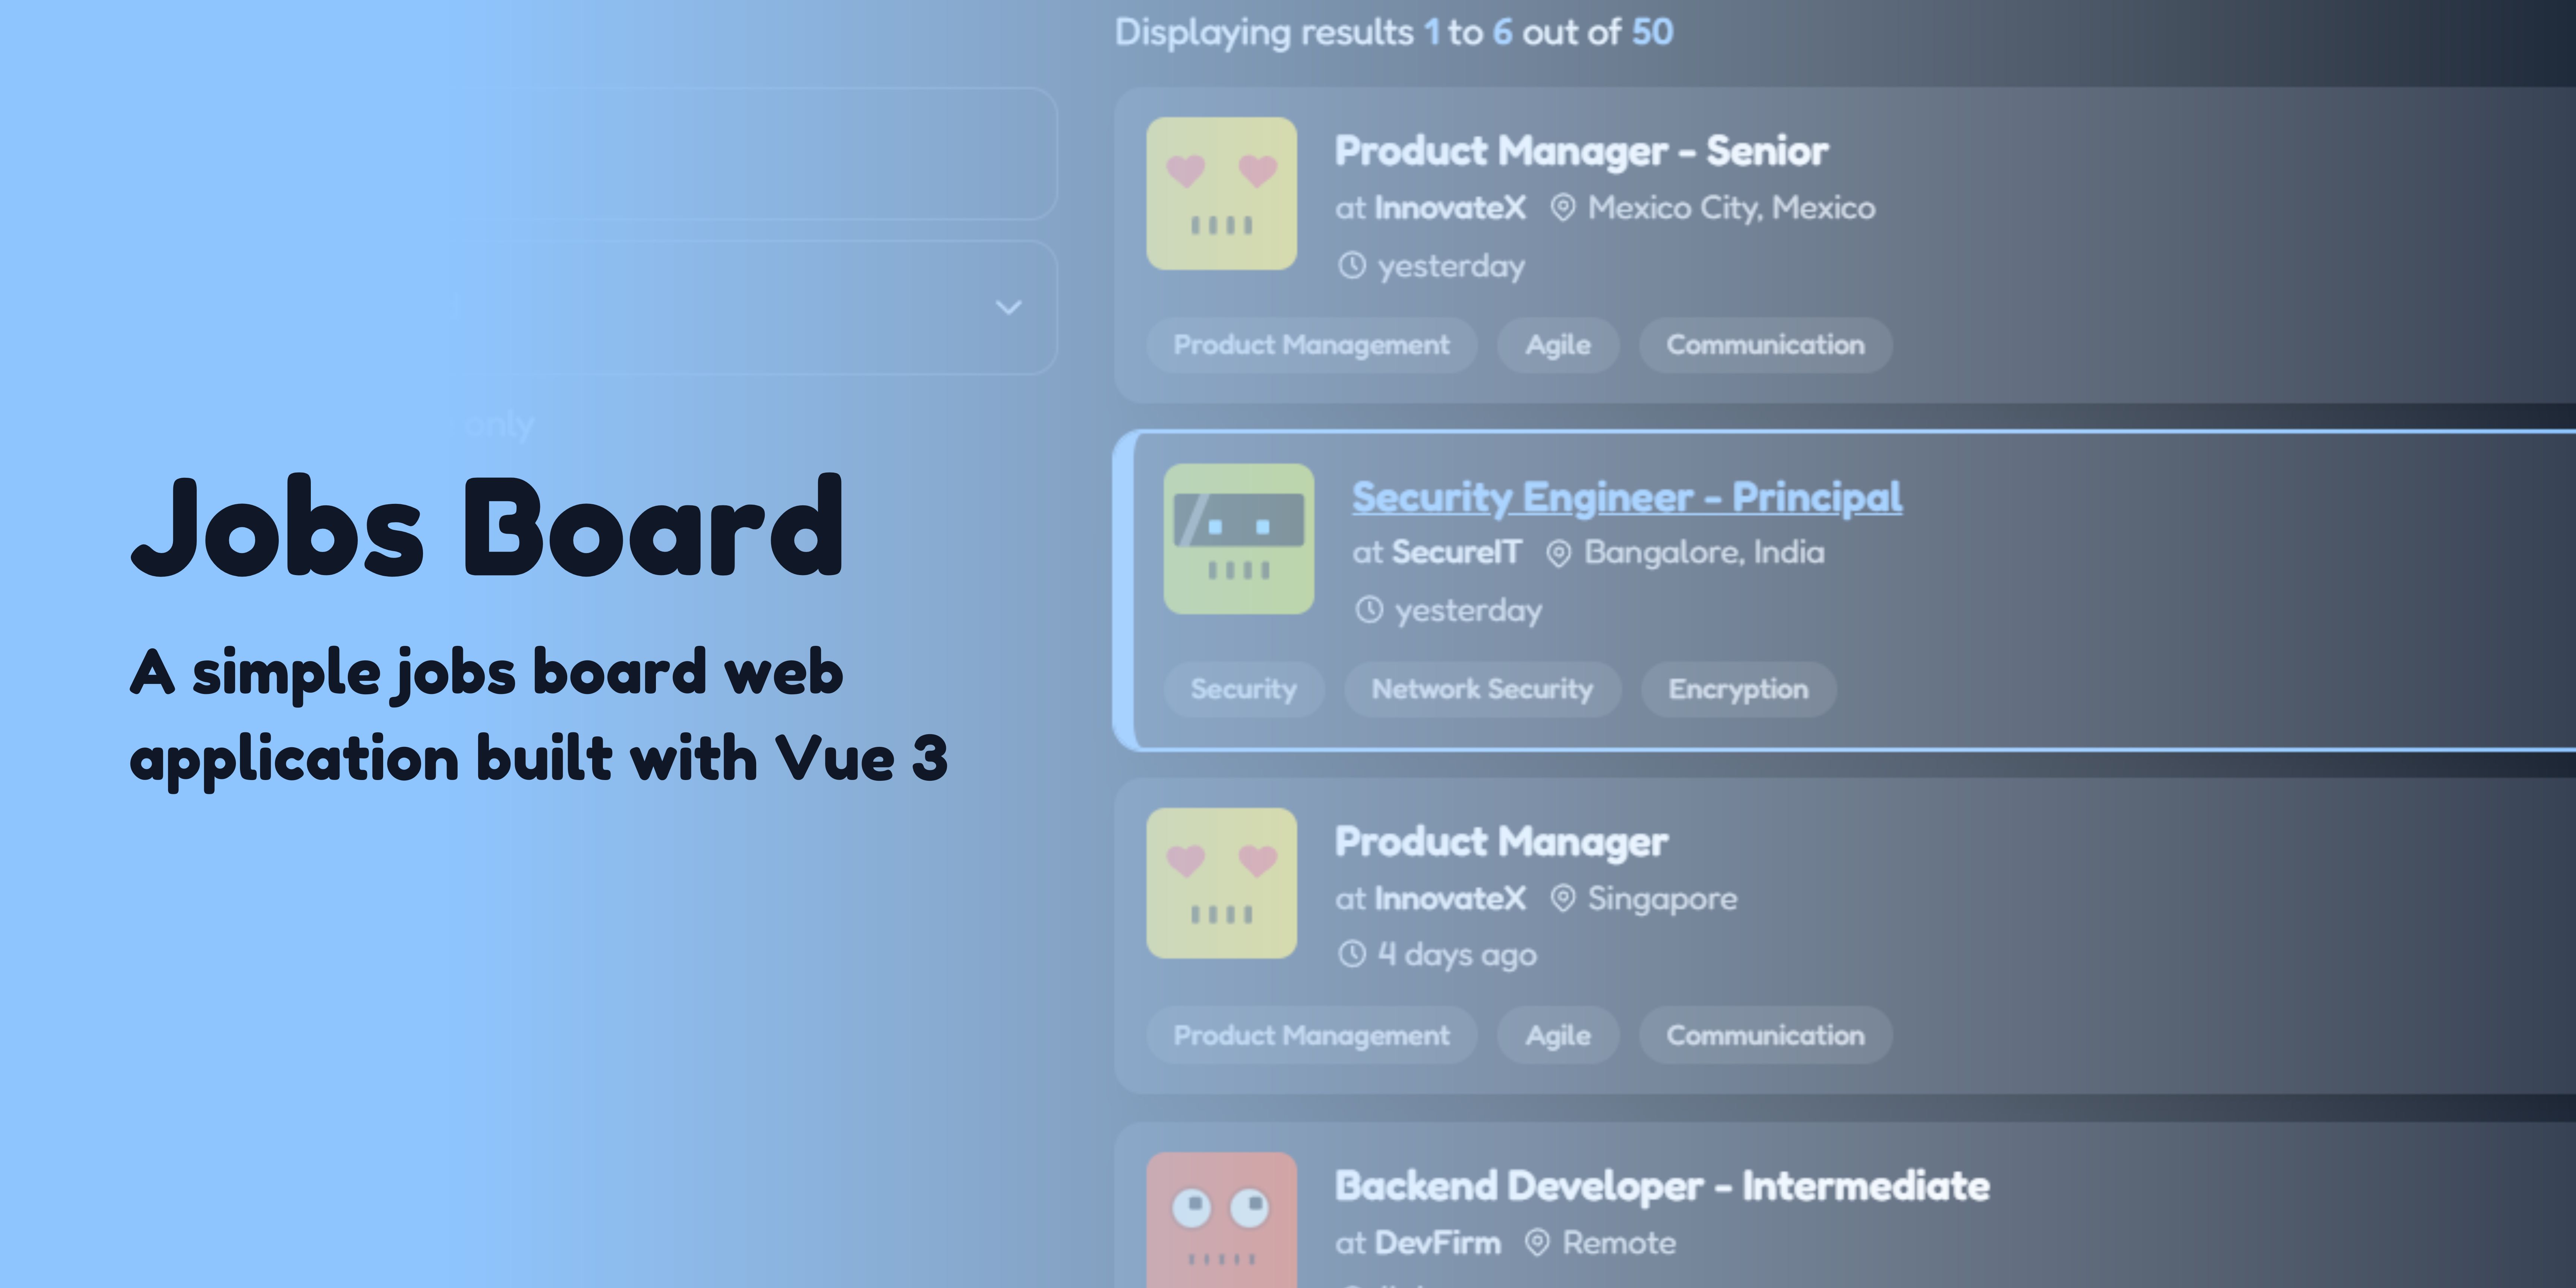 Displaying results 1 to 6 out of 50
only
Jobs Board
A simple jobs board web
application built with Vue 3
Product Manager - Senior
at InnovateX Mexico City, Mexico
yesterday
Product Management Agile Communication
Security Engineer - Principal
at SecureIT Bangalore, India
yesterday
Security Network Security Encryption
Product Manager
at InnovateX Singapore
4 days ago
Product Management Agile Communication
Backend Developer - Intermediate
at DevFirm Remote